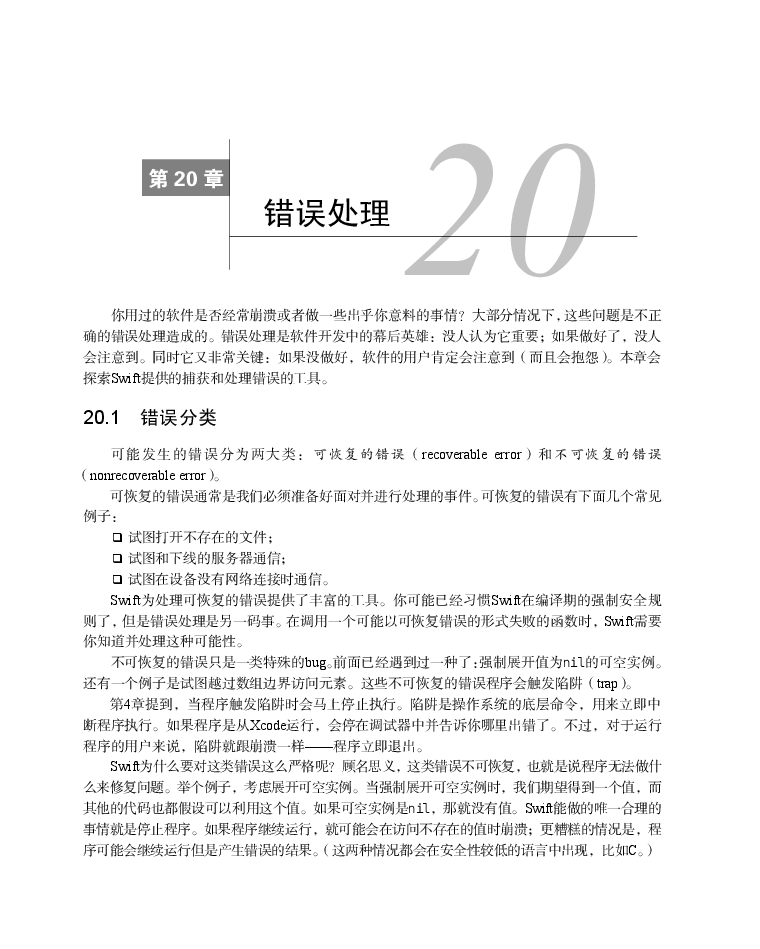 第 20 章
20
错误处理
你用过的软件是否经常崩溃或者做一些出乎你意料的事情？大部分情况下，这些问题是不正
确的错误处理造成的。错误处理是软件开发中的幕后英雄：没人认为它重要；如果做好了，没人
会注意到。同时它又非常关键：如果没做好，软件的用户肯定会注意到（而且会抱怨）。本章会
探索Swift提供的捕获和处理错误的工具。
20.1 错误分类
可能发生的错误分为两大类：可恢复的错误（recoverable error）和不可恢复的错误
（nonrecoverable error）。
可恢复的错误通常是我们必须准备好面对并进行处理的事件。可恢复的错误有下面几个常见
例子：
❑ 试图打开不存在的文件；
❑ 试图和下线的服务器通信；
❑ 试图在设备没有网络连接时通信。
Swift为处理可恢复的错误提供了丰富的工具。你可能已经习惯Swift在编译期的强制安全规
则了，但是错误处理是另一码事。在调用一个可能以可恢复错误的形式失败的函数时，Swift需要
你知道并处理这种可能性。
不可恢复的错误只是一类特殊的bug。前面已经遇到过一种了：强制展开值为nil的可空实例。
还有一个例子是试图越过数组边界访问元素。这些不可恢复的错误程序会触发陷阱（trap）。
第4章提到，当程序触发陷阱时会马上停止执行。陷阱是操作系统的底层命令，用来立即中
断程序执行。如果程序是从Xcode运行，会停在调试器中并告诉你哪里出错了。不过，对于运行
程序的用户来说，陷阱就跟崩溃一样——程序立即退出。
Swift为什么要对这类错误这么严格呢？顾名思义，这类错误不可恢复，也就是说程序无法做什
么来修复问题。举个例子，考虑展开可空实例。当强制展开可空实例时，我们期望得到一个值，而
其他的代码也都假设可以利用这个值。如果可空实例是nil，那就没有值。Swift能做的唯一合理的
事情就是停止程序。如果程序继续运行，就可能会在访问不存在的值时崩溃；更糟糕的情况是，程
序可能会继续运行但是产生错误的结果。（这两种情况都会在安全性较低的语言中出现，比如C。）